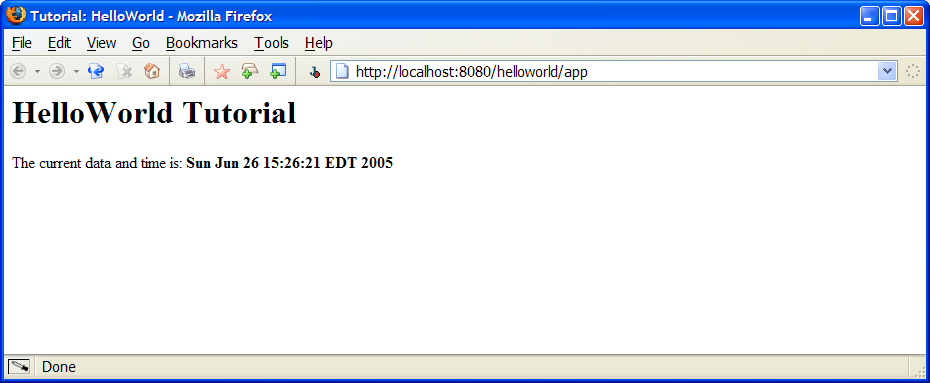 Tutorial: HelloWorld - Mozilla Firefox
File Edit View Go Bookmarks Tools Help
http://localhost:8080/helloworld/app
HelloWorld Tutorial
The current data and time is: Sun Jun 26 15:26:21 EDT 2005
Done